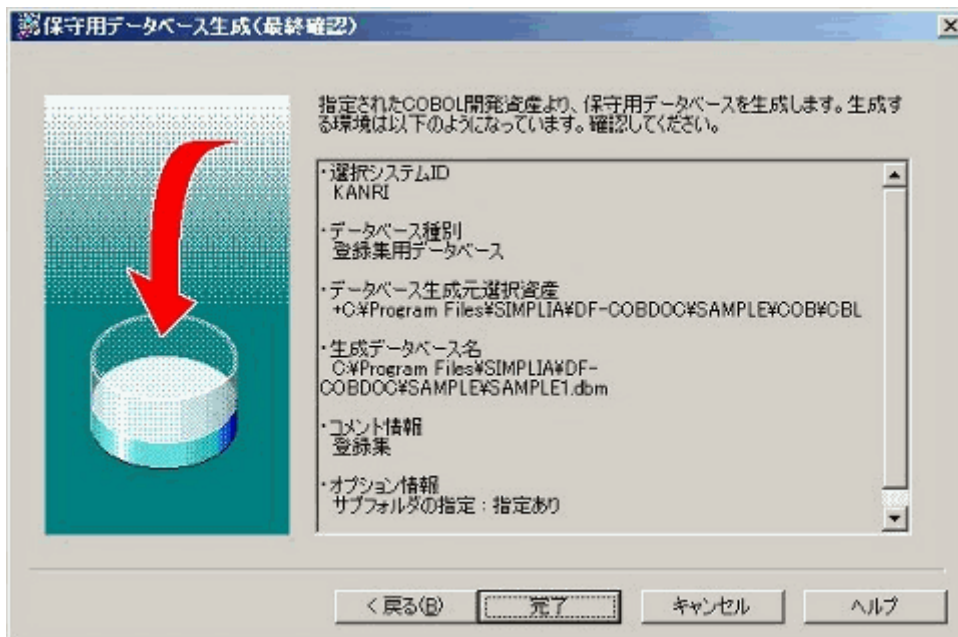 保守用データベース生成(最終確認)
指定されたCOBOL開発資産より、保守用データベースを生成します。生成す
る環境は以下のようになっています。確認してください。
・選択システムID
KANRI
・データベース種別
登録集用データベース
・データベース生成元選択資産
+C:¥Program Files¥SIMPLIA¥DF-COBDOC¥SAMPLE¥COB¥CBL
・生成データベース名
C:¥Program Files¥SIMPLIA¥DF-
COBDOC¥SAMPLE¥SAMPLE1.dbm
・コメント情報
登録集
・オプション情報
サブフォルダの指定：指定あり
< 戻る(B)
完了
キャンセル
ヘルプ